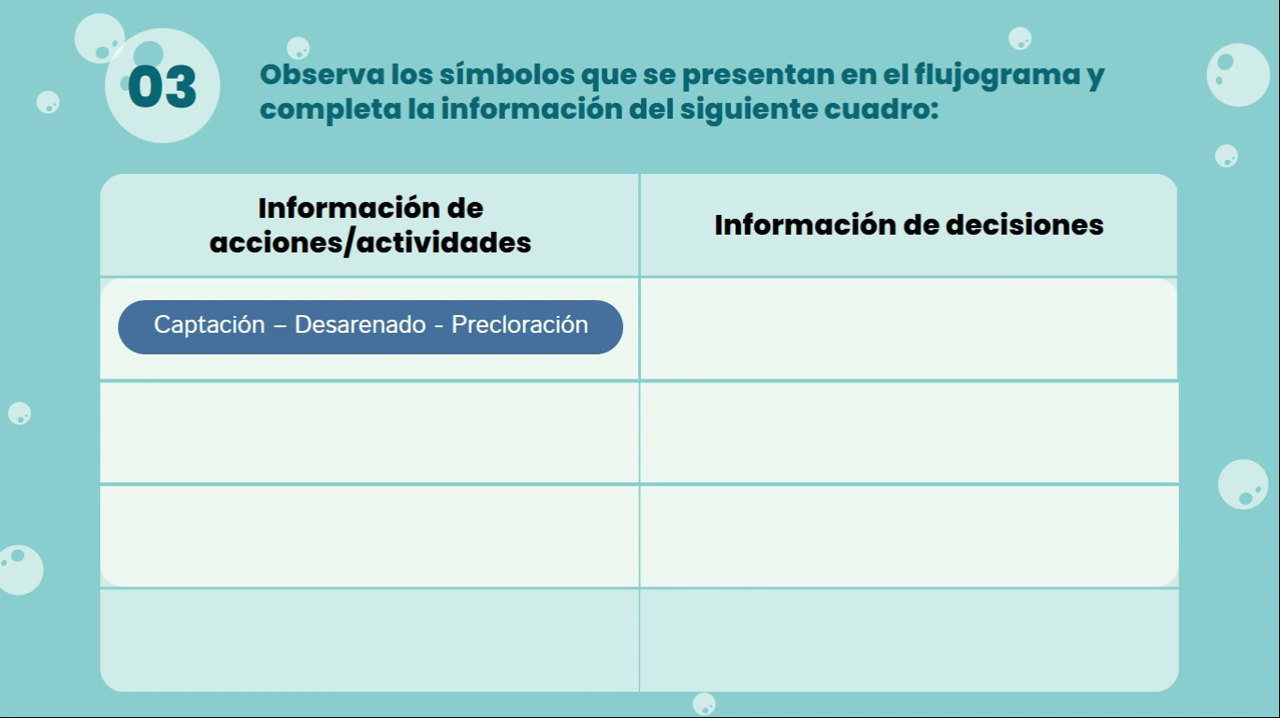 03
Observa los símbolos que se presentan en el flujograma y
completa la información del siguiente cuadro:
Información de
acciones/actividades
Información de decisiones
Captación – Desarenado - Precloración